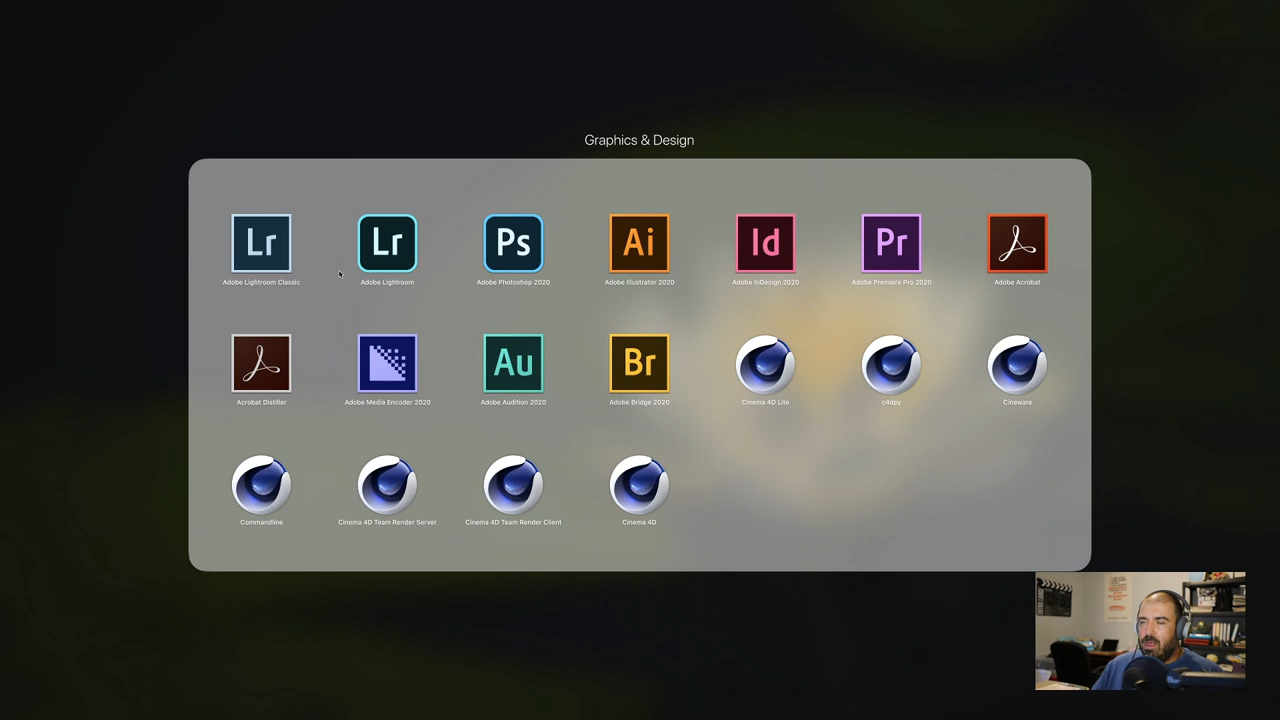 Graphics & Design
Lr
Lr
Ps
Ai
Id
Pr
Adobe Lightroom Classic
Adobe Lightroom
Adobe Photoshop 2020
Adobe Illustrator 2020
Adobe InDesign 2020
Adobe Premiere Pro 2020
Adobe Acrobat
Au
Br
Acrobat Distiller
Adobe Media Encoder 2020
Adobe Audition 2020
Adobe Bridge 2020
Cinema 4D Lite
c4dpy
Cineware
Commandline
Cinema 4D Team Render Server
Cinema 4D Team Render Client
Cinema 4D